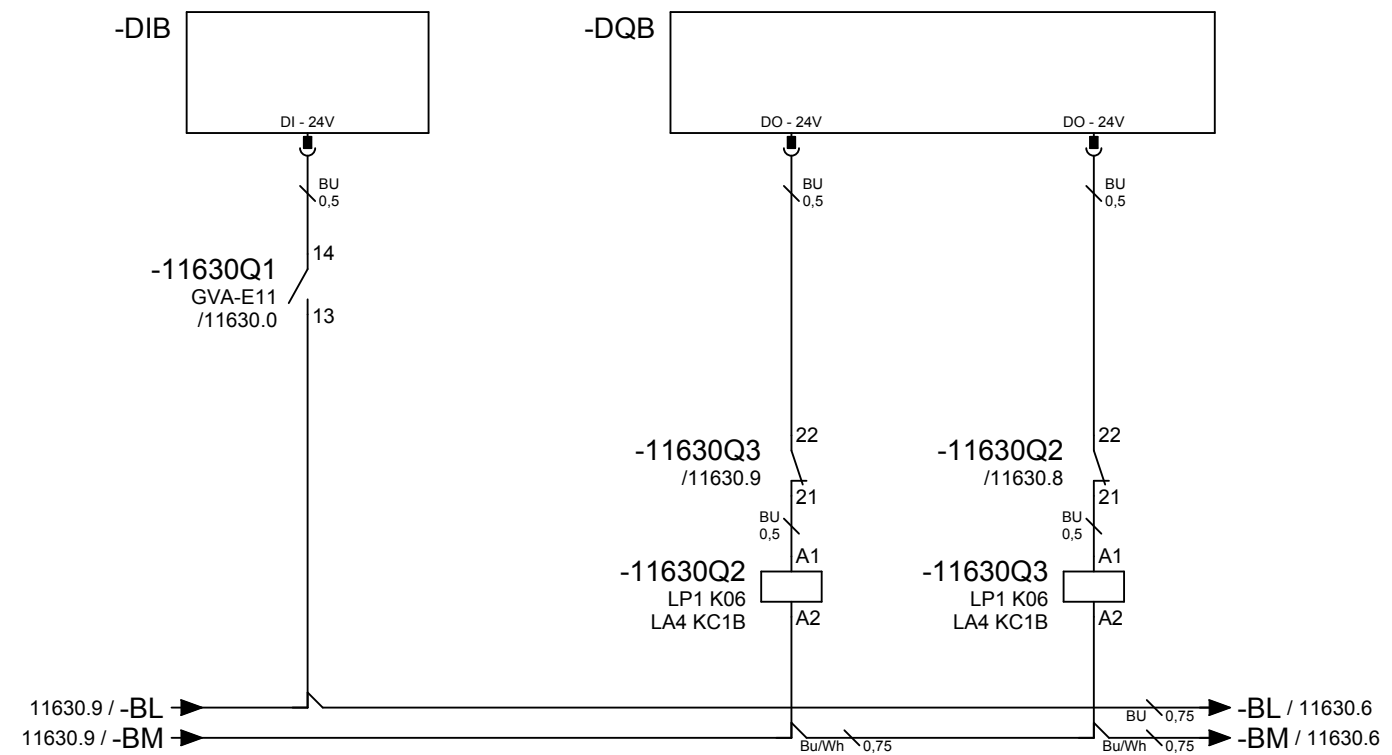 -DIB
-DQB
DI - 24V
DO - 24V
DO - 24V
BU
0,5
BU
0,5
BU
0,5
14
-11630Q1
GVA-E11
/11630.0
13
22
-11630Q3
/11630.9
21
22
-11630Q2
/11630.8
21
BU
0,5
BU
0,5
A1
-11630Q2
LP1 K06
LA4 KC1B
A2
A1
-11630Q3
LP1 K06
LA4 KC1B
A2
11630.9 / -BL
BU 0,75
-BL / 11630.6
11630.9 / -BM
Bu/Wh 0,75
Bu/Wh 0,75
-BM / 11630.6